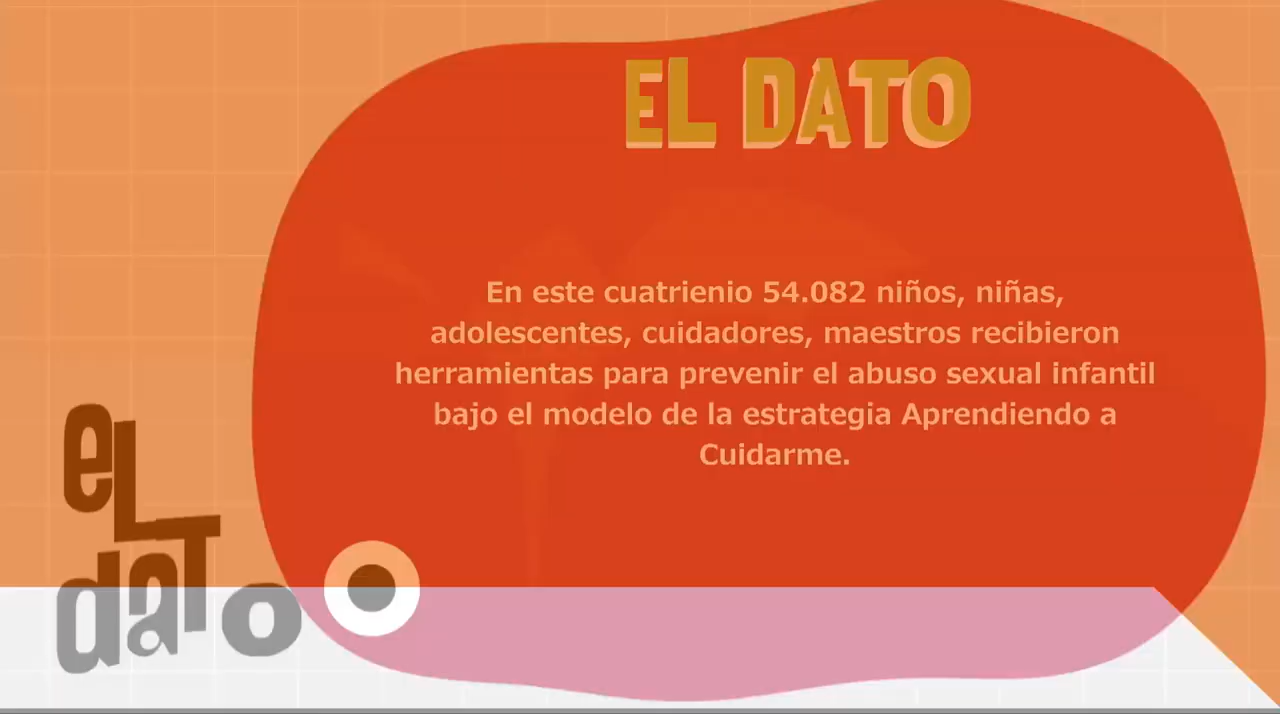 EL DATO
En este cuatrienio 54.082 niños, niñas,
adolescentes, cuidadores, maestros recibieron
herramientas para prevenir el abuso sexual infantil
bajo el modelo de la estrategia Aprendiendo a
Cuidarme.
eL
daTo